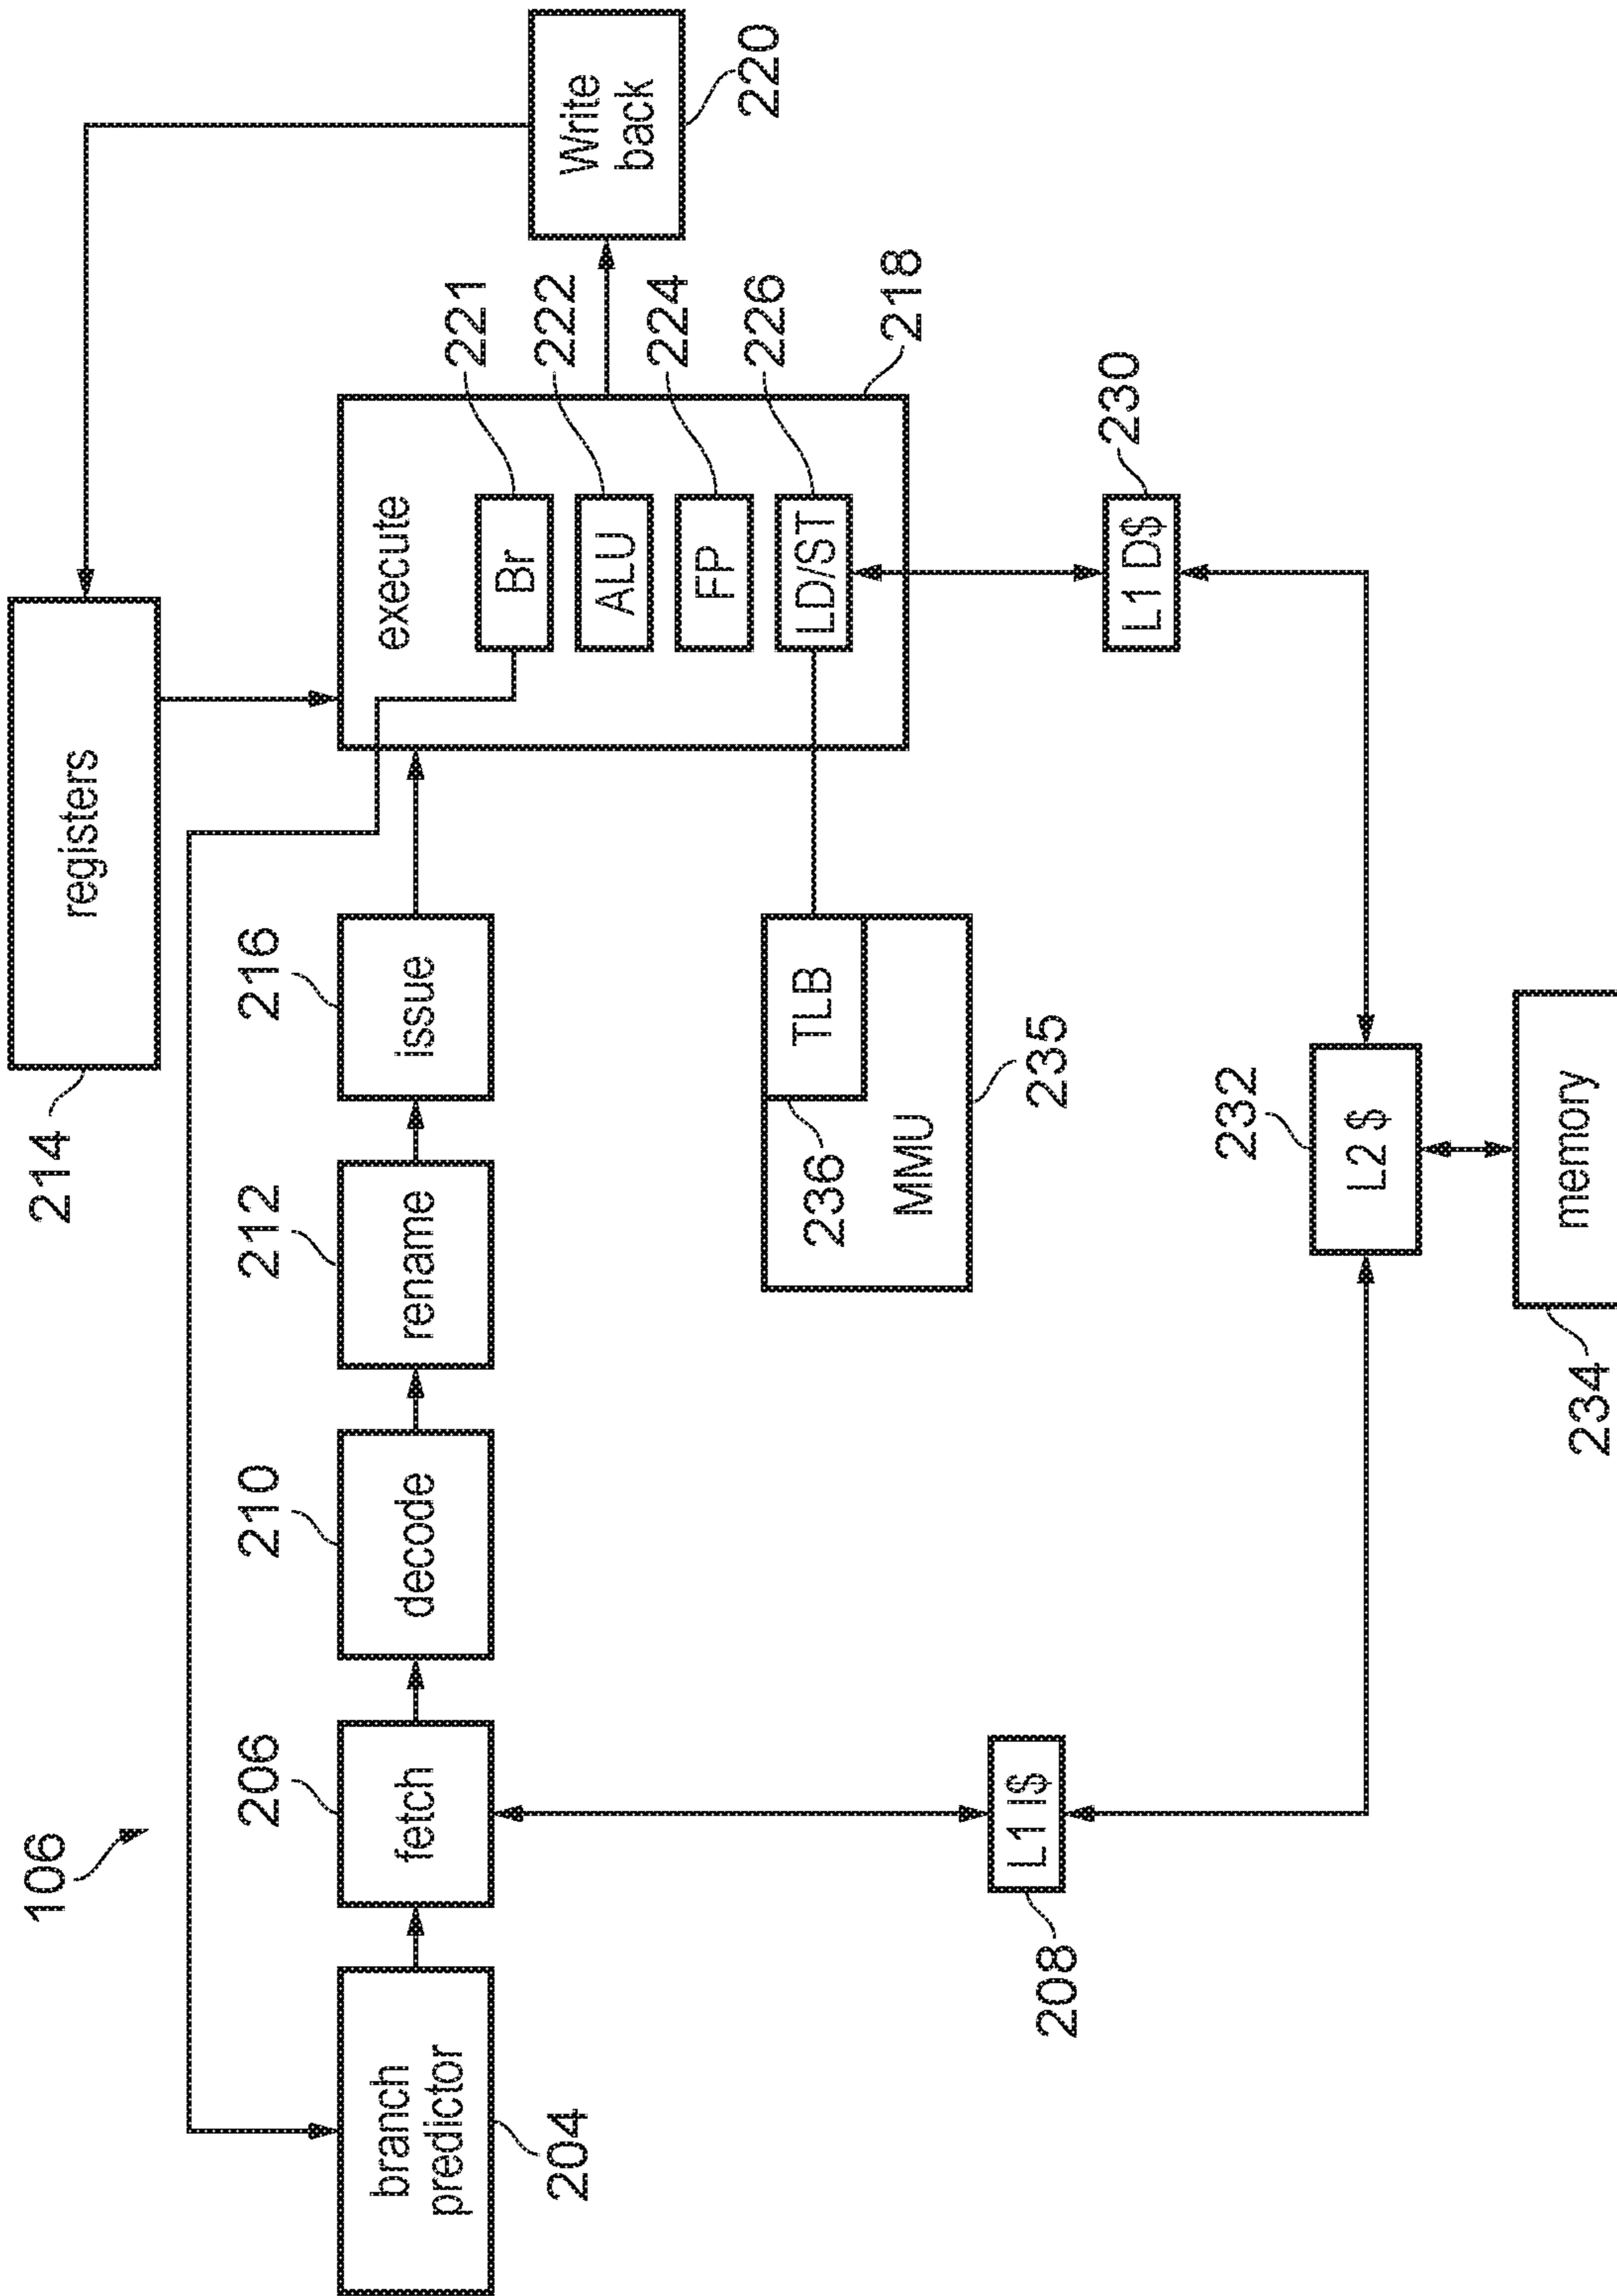 106
214
registers
branch
predictor
204
206
fetch
210
decode
212
rename
216
issue
execute
Br
221
ALU
222
FP
224
LD/ST
226
218
Write
back
220
TLB
236
MMU
235
L1 I$
208
L1 D$
230
232
L2 $
memory
234